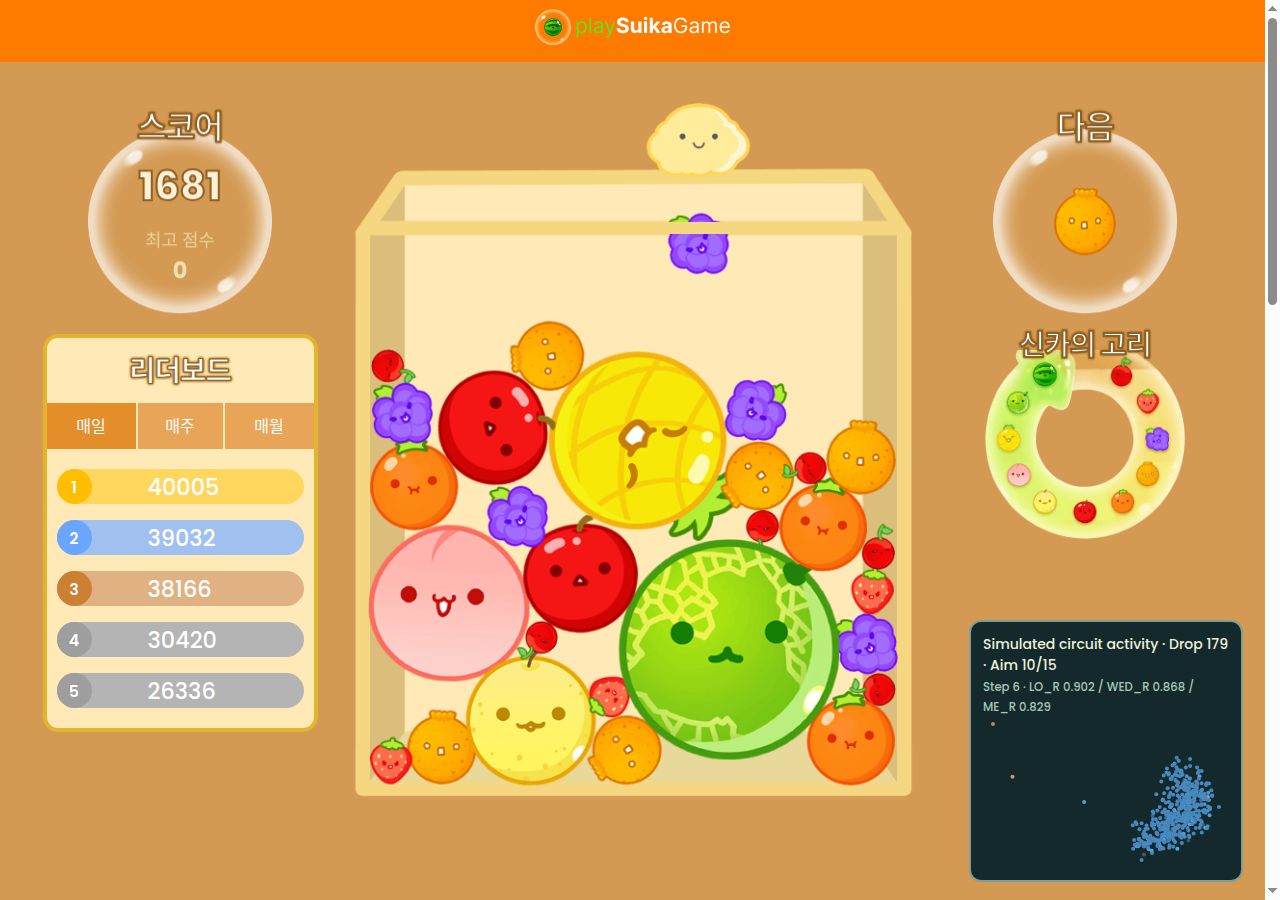 playSuikaGame
스코어
1681
최고 점수
0
리더보드
매일
매주
매월
1 40005
2 39032
3 38166
4 30420
5 26336
다음
신카의 고리
Simulated circuit activity · Drop 179
· Aim 10/15
Step 6 · LO_R 0.902 / WED_R 0.868 /
ME_R 0.829